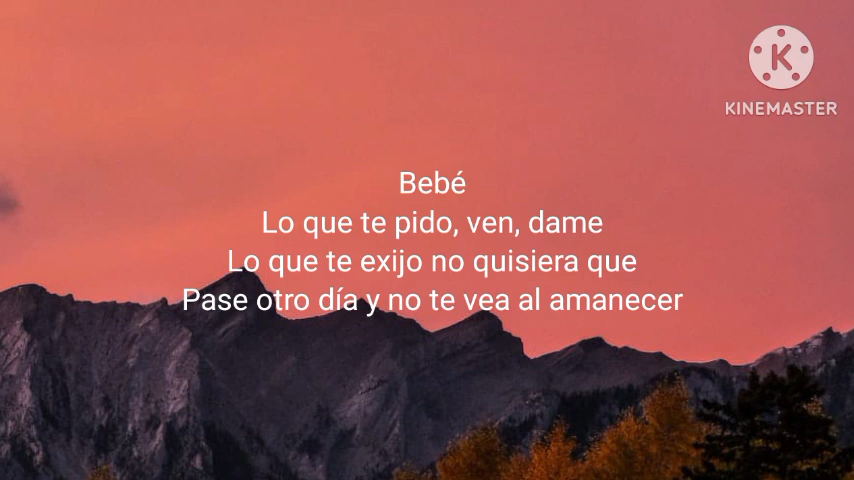 KINEMASTER
Bebé
Lo que te pido, ven, dame
Lo que te exijo no quisiera que
Pase otro día y no te vea al amanecer